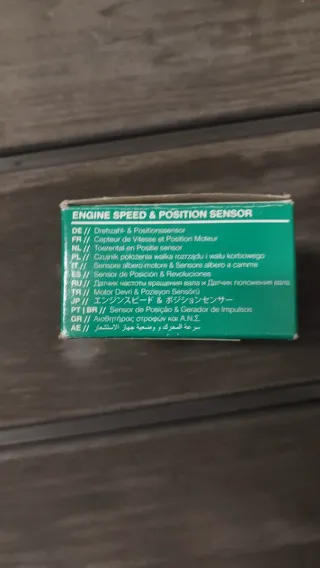 ENGINE SPEED & POSITION SENSOR
DE // Drehzahl- & Positionssensor
FR // Capteur de Vitesse et Position Moteur
NL // Toerental en Positie sensor
PL // Czujnik położenia wałka rozrządu i wału korbowego
IT // Sensore albero motore & Sensore albero a camme
ES // Sensor de Posición & Revoluciones
RU // Датчик частоты вращения вала и Датчик положения вала
TR // Motor Devri & Pozisyon Sensörü
JP // エンジンスピード & ポジションセンサー
PT | BR // Sensor de Posição & Gerador de Impulsos
GR // Αισθητήρας στροφών και Α.Ν.Σ.
AE // سرعة المحرك و وضعية جهاز الاستشعار